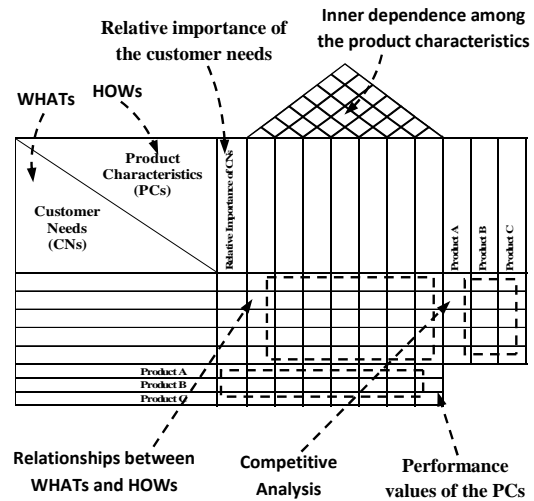 Relative importance of
the customer needs
Inner dependence among
the product characteristics
WHATs
HOWs
Product
Characteristics
(PCs)
Customer
Needs
(CNs)
Relative Importance of CNs
Product A
Product B
Product C
Product A
Product B
Product C
Relationships between
WHATs and HOWs
Competitive
Analysis
Performance
values of the PCs